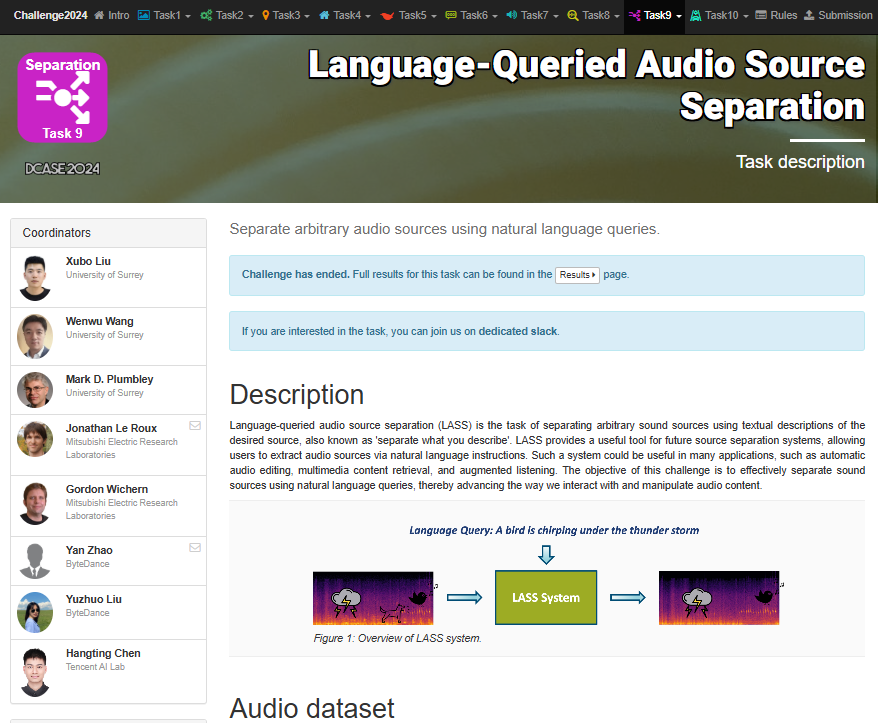 Challenge2024 Intro Task1 Task2 Task3 Task4 Task5 Task6 Task7 Task8 Task9 Task10 Rules Submission
Separation
Task 9
DCASE2024
Language-Queried Audio Source
Separation
Task description
Coordinators
Xubo Liu
University of Surrey
Wenwu Wang
University of Surrey
Mark D. Plumbley
University of Surrey
Jonathan Le Roux
Mitsubishi Electric Research
Laboratories
Gordon Wichern
Mitsubishi Electric Research
Laboratories
Yan Zhao
ByteDance
Yuzhuo Liu
ByteDance
Hangting Chen
Tencent AI Lab
Separate arbitrary audio sources using natural language queries.
Challenge has ended. Full results for this task can be found in the Results page.
If you are interested in the task, you can join us on dedicated slack.
Description
Language-queried audio source separation (LASS) is the task of separating arbitrary sound sources using textual descriptions of the
desired source, also known as 'separate what you describe'. LASS provides a useful tool for future source separation systems, allowing
users to extract audio sources via natural language instructions. Such a system could be useful in many applications, such as automatic
audio editing, multimedia content retrieval, and augmented listening. The objective of this challenge is to effectively separate sound
sources using natural language queries, thereby advancing the way we interact with and manipulate audio content.
Language Query: A bird is chirping under the thunder storm
LASS System
Figure 1: Overview of LASS system.
Audio dataset